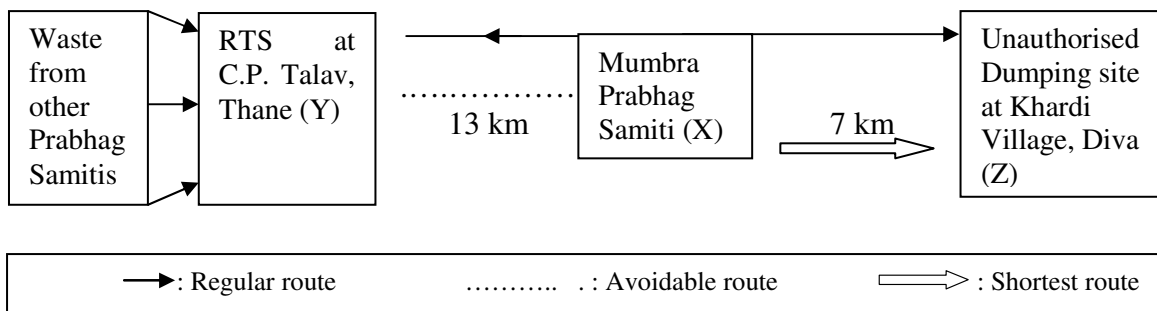 Waste
from
other
Prabhag
Samitis
RTS at
C.P. Talav,
Thane (Y)
13 km
Mumbra
Prabhag
Samiti (X)
7 km
Unauthorised
Dumping site
at Khardi
Village, Diva
(Z)
: Regular route
……….. . : Avoidable route
: Shortest route